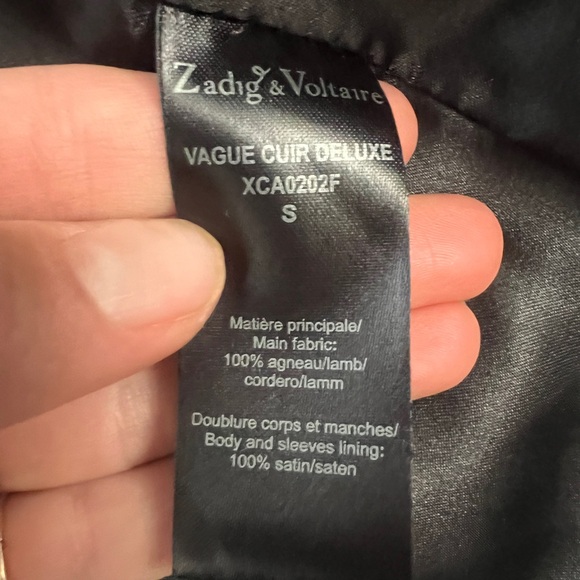 Zadig & Voltaire
VAGUE CUIR DELUXE
XCA0202F
S
Matière principale/
Main fabric:
100% agneau/lamb/
cordero/lamm
Doublure corps et manches/
Body and sleeves lining:
100% satin/saten